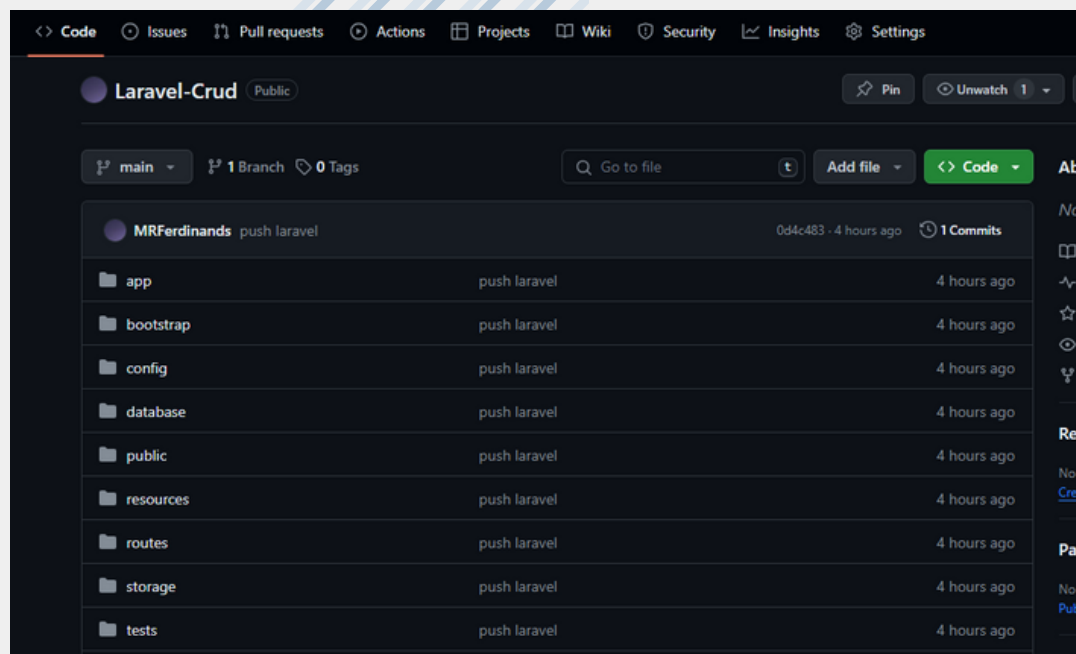 Code Issues Pull requests Actions Projects Wiki Security Insights Settings
Laravel-Crud Public Pin Unwatch 1
main 1 Branch 0 Tags Go to file t Add file Code
MRFerdinands push laravel 0d4c483 · 4 hours ago 1 Commits
app push laravel 4 hours ago
bootstrap push laravel 4 hours ago
config push laravel 4 hours ago
database push laravel 4 hours ago
public push laravel 4 hours ago
resources push laravel 4 hours ago
routes push laravel 4 hours ago
storage push laravel 4 hours ago
tests push laravel 4 hours ago